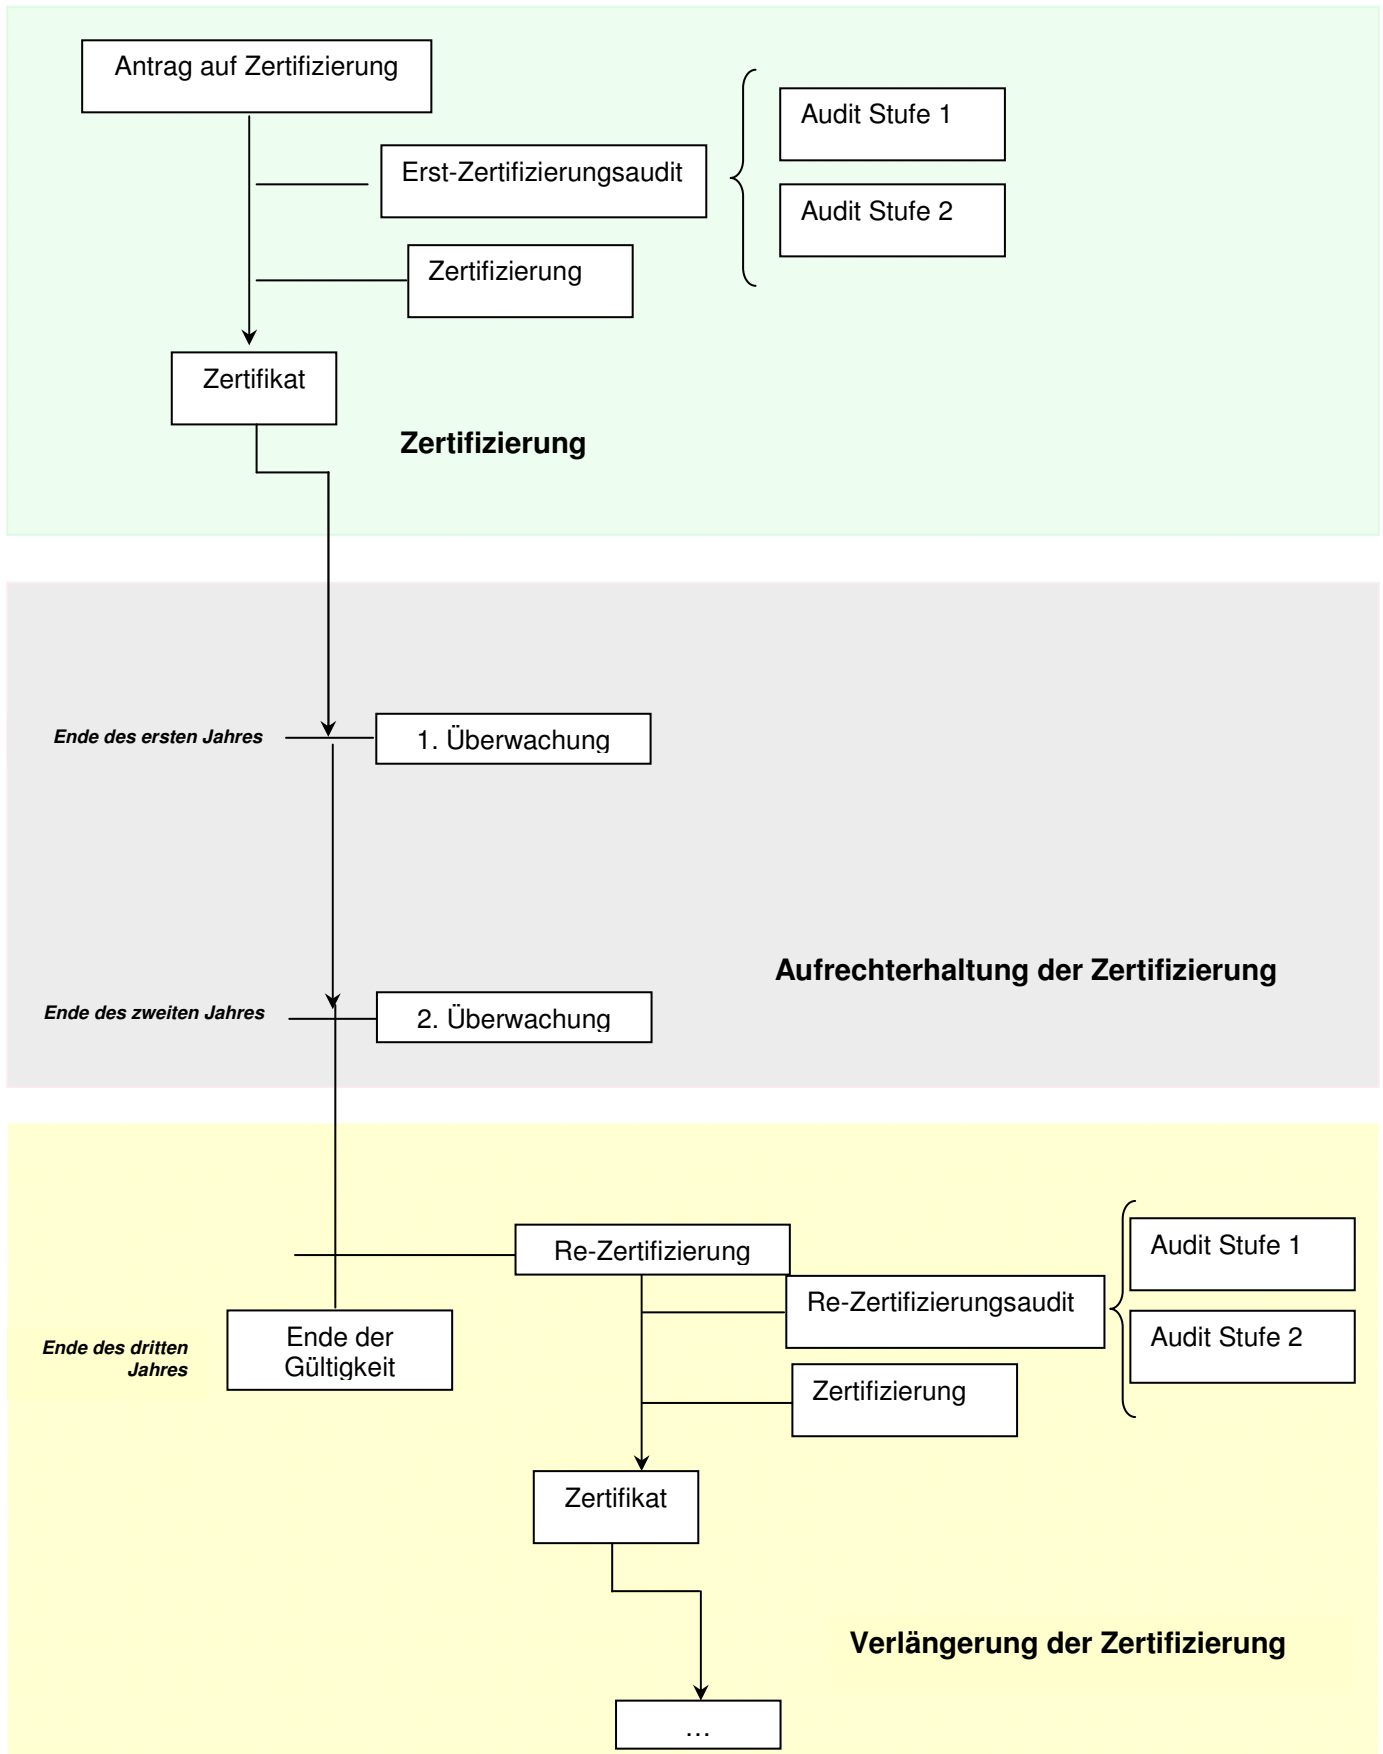 Antrag auf Zertifizierung
Audit Stufe 1
Erst-Zertifizierungsaudit
Audit Stufe 2
Zertifizierung
Zertifikat
Zertifizierung
Ende des ersten Jahres
1. Überwachung
Aufrechterhaltung der Zertifizierung
Ende des zweiten Jahres
2. Überwachung
Re-Zertifizierung
Audit Stufe 1
Re-Zertifizierungsaudit
Audit Stufe 2
Ende des dritten
Jahres
Ende der
Gültigkeit
Zertifizierung
Zertifikat
Verlängerung der Zertifizierung
…